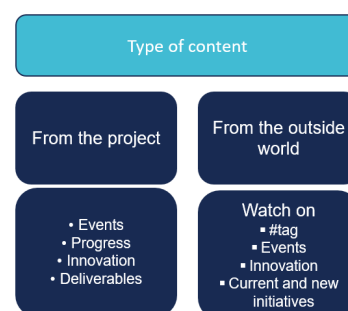 Type of content
From the project
From the outside
world
• Events
• Progress
• Innovation
• Deliverables
Watch on
▪ #tag
▪ Events
▪ Innovation
▪ Current and new
initiatives